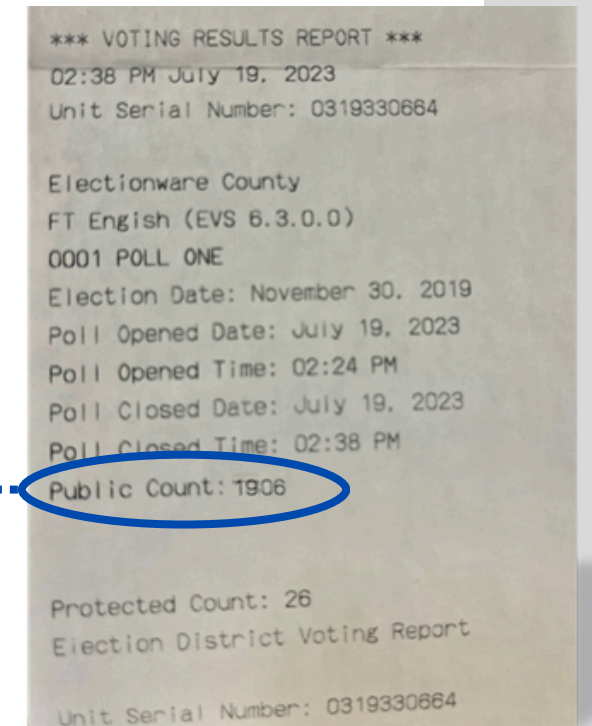 *** VOTING RESULTS REPORT ***
02:38 PM July 19, 2023
Unit Serial Number: 0319330664
Electionware County
FT Engish (EVS 6.3.0.0)
0001 POLL ONE
Election Date: November 30, 2019
Poll Opened Date: July 19, 2023
Poll Opened Time: 02:24 PM
Poll Closed Date: July 19, 2023
Poll Closed Time: 02:38 PM
Public Count: 1906
Protected Count: 26
Election District Voting Report
Unit Serial Number: 0319330664